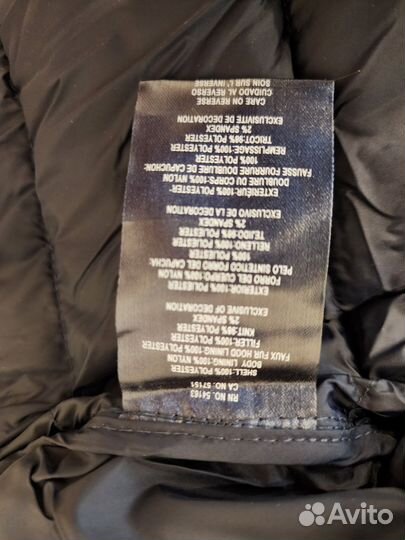 RN NO. 54163
CA NO. 57151
SHELL: 100% POLYESTER
BODY LINING: 100% NYLON
FAUX FUR HOOD LINING: 100% POLYESTER
FILLER: 100% POLYESTER
KNIT: 98% POLYESTER
2% SPANDEX
EXCLUSIVE OF DECORATION
EXTERIOR: 100% POLIESTER
FORRO DEL CUERPO: 100% NYLON
PELO SINTETICO FORRO DEL CAPUCHA:
100% POLIESTER
RELLENO: 100% POLIESTER
TEJIDO: 98% POLIESTER
2% SPANDEX
EXCLUSIVO DE LA DECORATION
EXTÉRIEUR: 100% POLYESTER
DOUBLURE DU CORPS: 100% NYLON
FAUSSE FOURRURE DOUBLURE DE CAPUCHON:
100% POLYESTER
REMPLISSAGE: 100% POLYESTER
TRICOT: 98% POLYESTER
2% SPANDEX
EXCLUSIVITÉ DE DECORATION
CARE ON REVERSE
CUIDADO AL REVERSO
SOIN SUR L'INVERSE
Avito